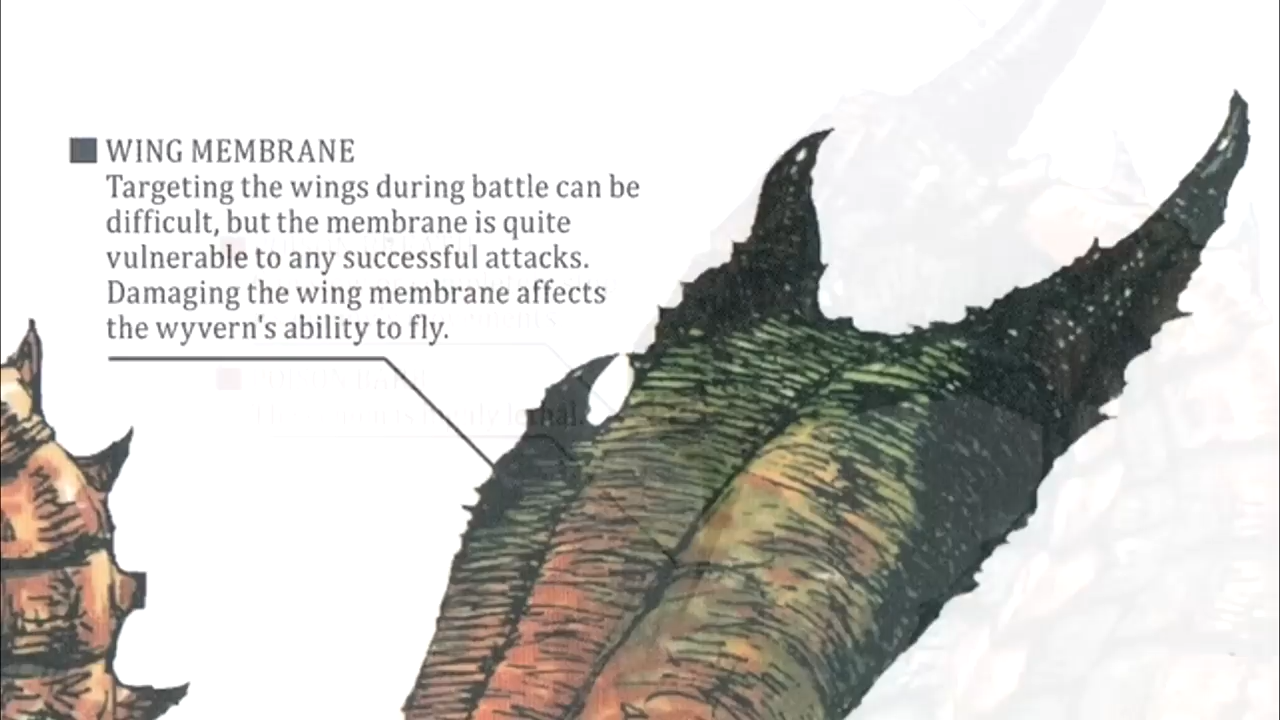 WING MEMBRANE
Targeting the wings during battle can be
difficult, but the membrane is quite
vulnerable to any successful attacks.
Damaging the wing membrane affects
the wyvern's ability to fly.
lethal.